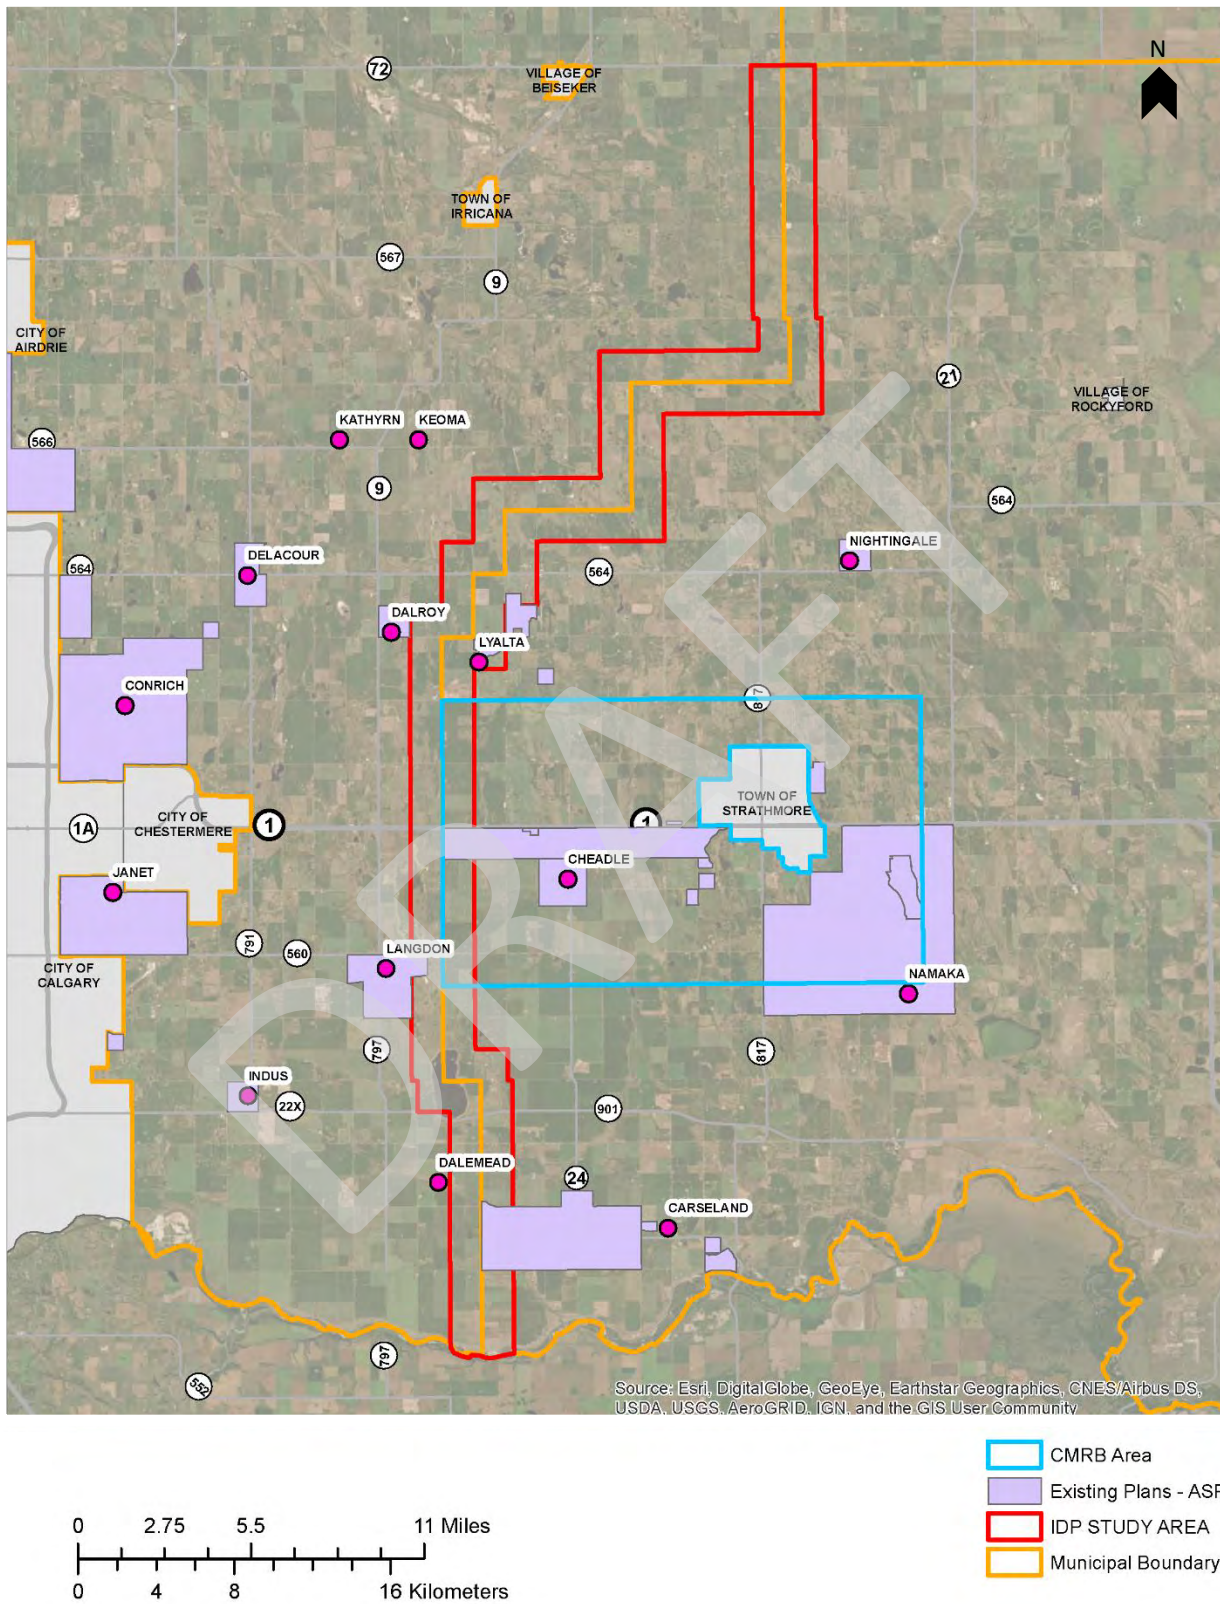 N
72
VILLAGE OF
BEISEKER
TOWN OF
IRRICANA
567
9
CITY OF
AIRDRIE
21
VILLAGE OF
ROCKYFORD
KATHYRN
KEOMA
566
9
564
NIGHTINGALE
DELACOUR
564
564
DALROY
LYALTA
CONRICH
817
TOWN OF
STRATHMORE
CITY OF
CHESTERMERE
1A
1
1
CHEADLE
JANET
791
560
LANGDON
CITY OF
CALGARY
NAMAKA
797
817
INDUS
22X
901
DALEMEAD
24
CARSELAND
797
552
DRAFT
Source: Esri, DigitalGlobe, GeoEye, Earthstar Geographics, CNES/Airbus DS,
USDA, USGS, AeroGRID, IGN, and the GIS User Community
CMRB Area
Existing Plans - ASP
IDP STUDY AREA
Municipal Boundary
0 2.75 5.5 11 Miles
0 4 8 16 Kilometers